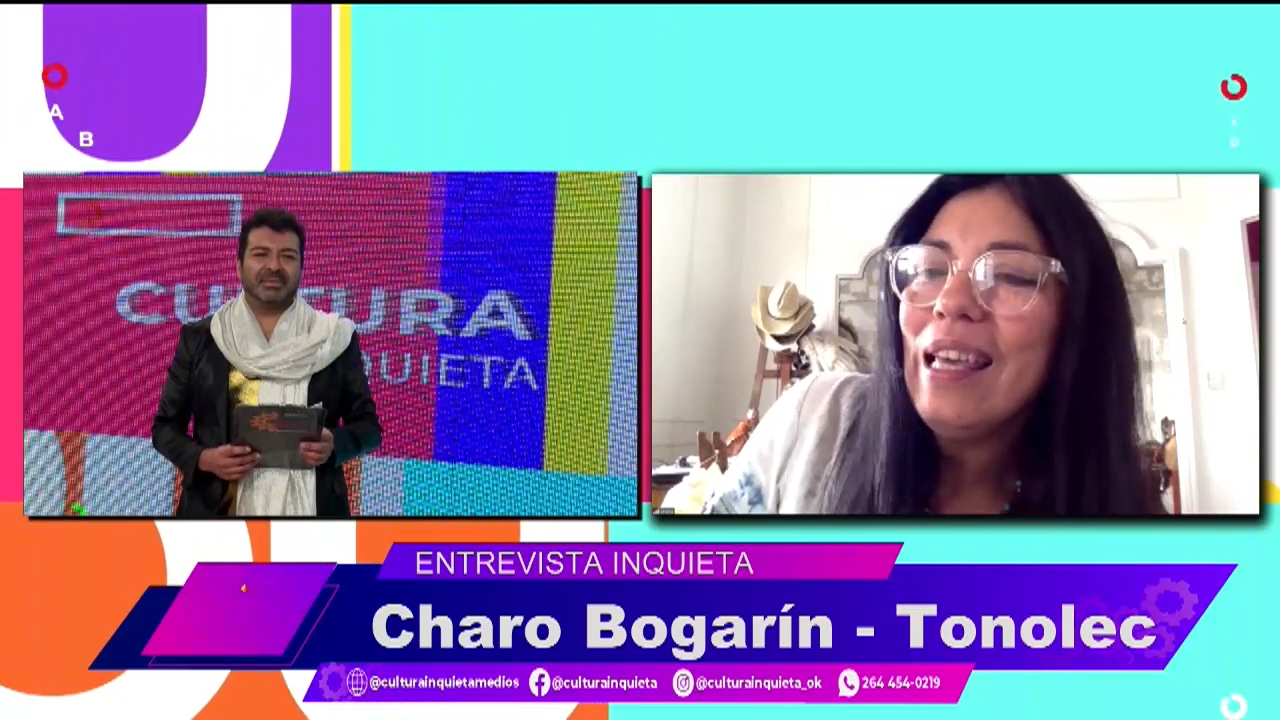 A
B
CULTURA
INQUIETA
ENTREVISTA INQUIETA
Charo Bogarín - Tonolec
@culturainquietamedios @culturainquieta @culturainquieta_ok 264 454-0219